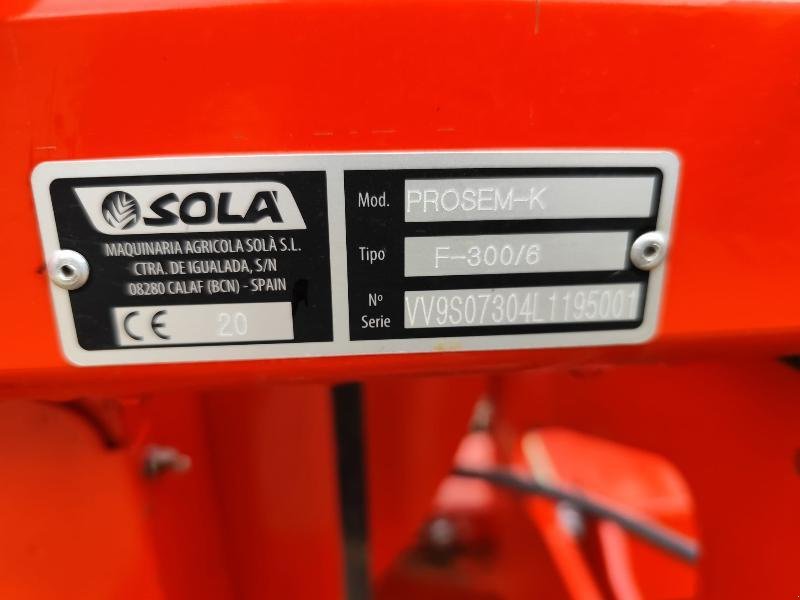 SOLÀ
MAQUINARIA AGRICOLA SOLÀ S.L.
CTRA. DE IGUALADA, S/N
08280 CALAF (BCN) - SPAIN
CE 20
Mod. PROSEM-K
Tipo F-300/6
Nº Serie VV9S07304L1195001